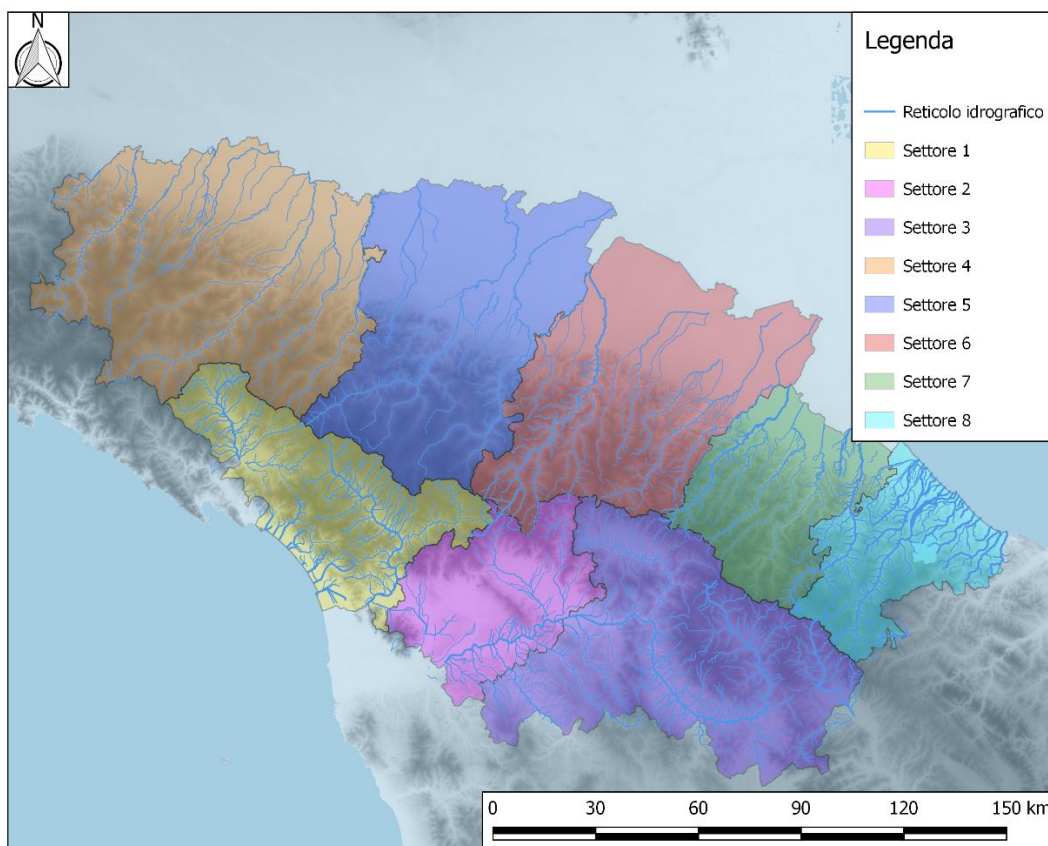 N
Legenda
Reticolo idrografico
Settore 1
Settore 2
Settore 3
Settore 4
Settore 5
Settore 6
Settore 7
Settore 8
0 30 60 90 120 150 km